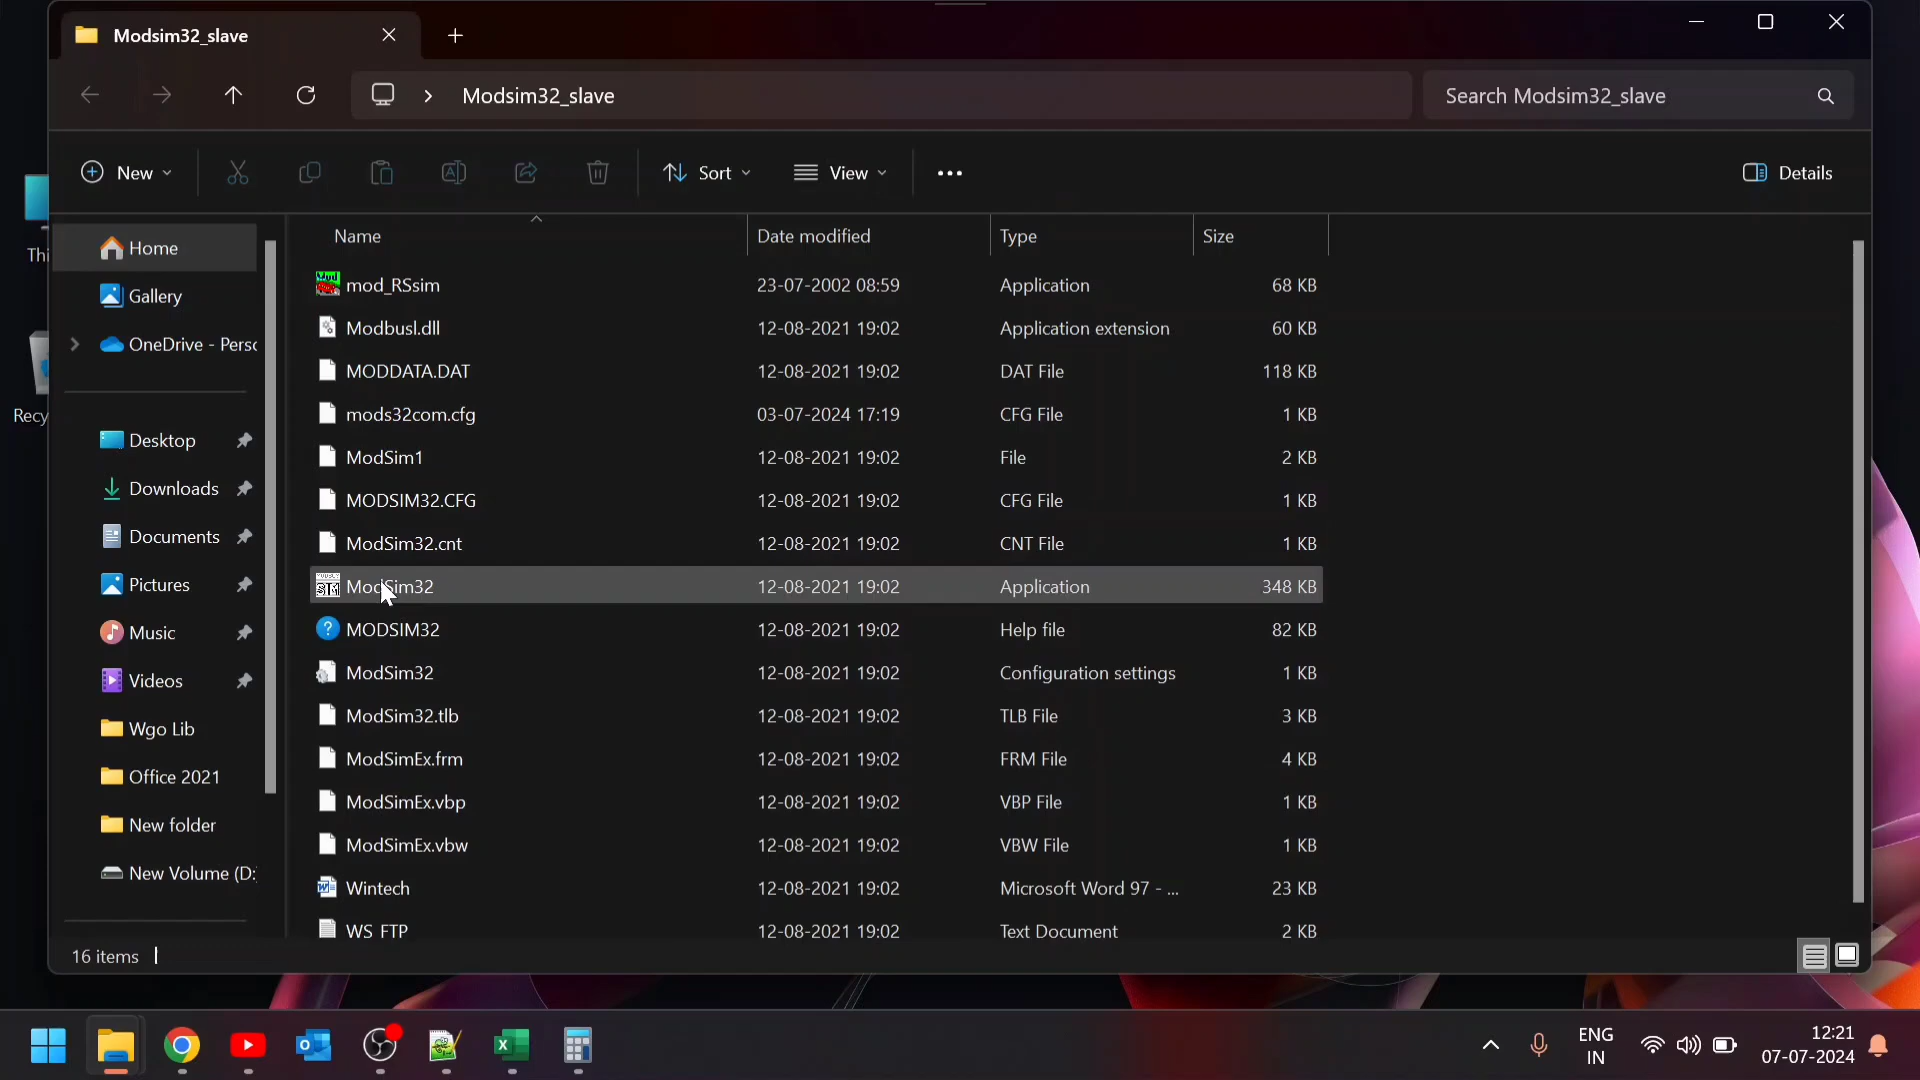 Modsim32_slave
Modsim32_slave
Search Modsim32_slave
New
Sort
View
Details
Name
Date modified
Type
Size
Home
Gallery
OneDrive - Pers
Desktop
Downloads
Documents
Pictures
Music
Videos
Wgo Lib
Office 2021
New folder
New Volume (D:
mod_RSsim 23-07-2002 08:59 Application 68 KB
Modbusl.dll 12-08-2021 19:02 Application extension 60 KB
MODDATA.DAT 12-08-2021 19:02 DAT File 118 KB
mods32com.cfg 03-07-2024 17:19 CFG File 1 KB
ModSim1 12-08-2021 19:02 File 2 KB
MODSIM32.CFG 12-08-2021 19:02 CFG File 1 KB
ModSim32.cnt 12-08-2021 19:02 CNT File 1 KB
ModSim32 12-08-2021 19:02 Application 348 KB
MODSIM32 12-08-2021 19:02 Help file 82 KB
ModSim32 12-08-2021 19:02 Configuration settings 1 KB
ModSim32.tlb 12-08-2021 19:02 TLB File 3 KB
ModSimEx.frm 12-08-2021 19:02 FRM File 4 KB
ModSimEx.vbp 12-08-2021 19:02 VBP File 1 KB
ModSimEx.vbw 12-08-2021 19:02 VBW File 1 KB
Wintech 12-08-2021 19:02 Microsoft Word 97 - ... 23 KB
WS_FTP 12-08-2021 19:02 Text Document 2 KB
16 items
Thi
Recy
ENG
IN
12:21
07-07-2024